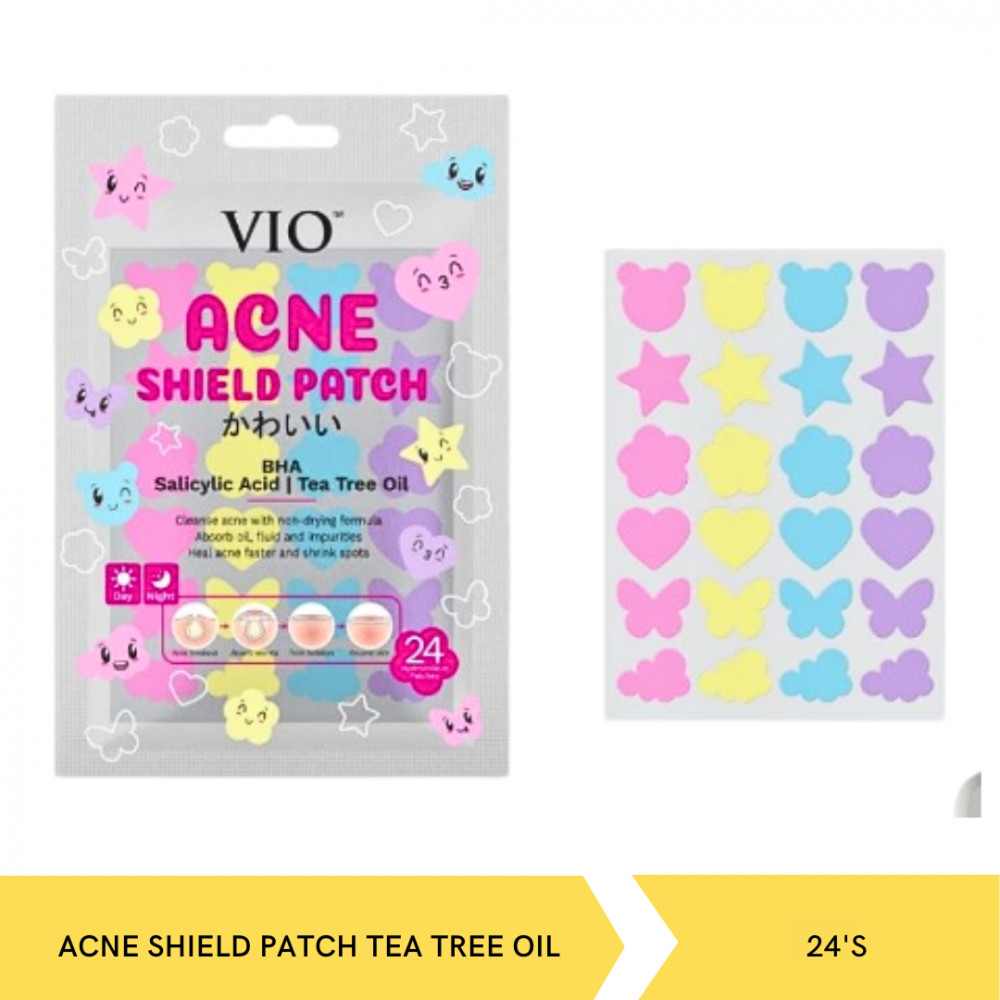 VIO™
ACNE
SHIELD PATCH
かわいい
BHA
Salicylic Acid | Tea Tree Oil
Cleanse acne with non-drying formula
Absorb oil, fluid and impurities
Heal acne faster and shrink spots
Day
Night
24
ACNE SHIELD PATCH TEA TREE OIL
24'S